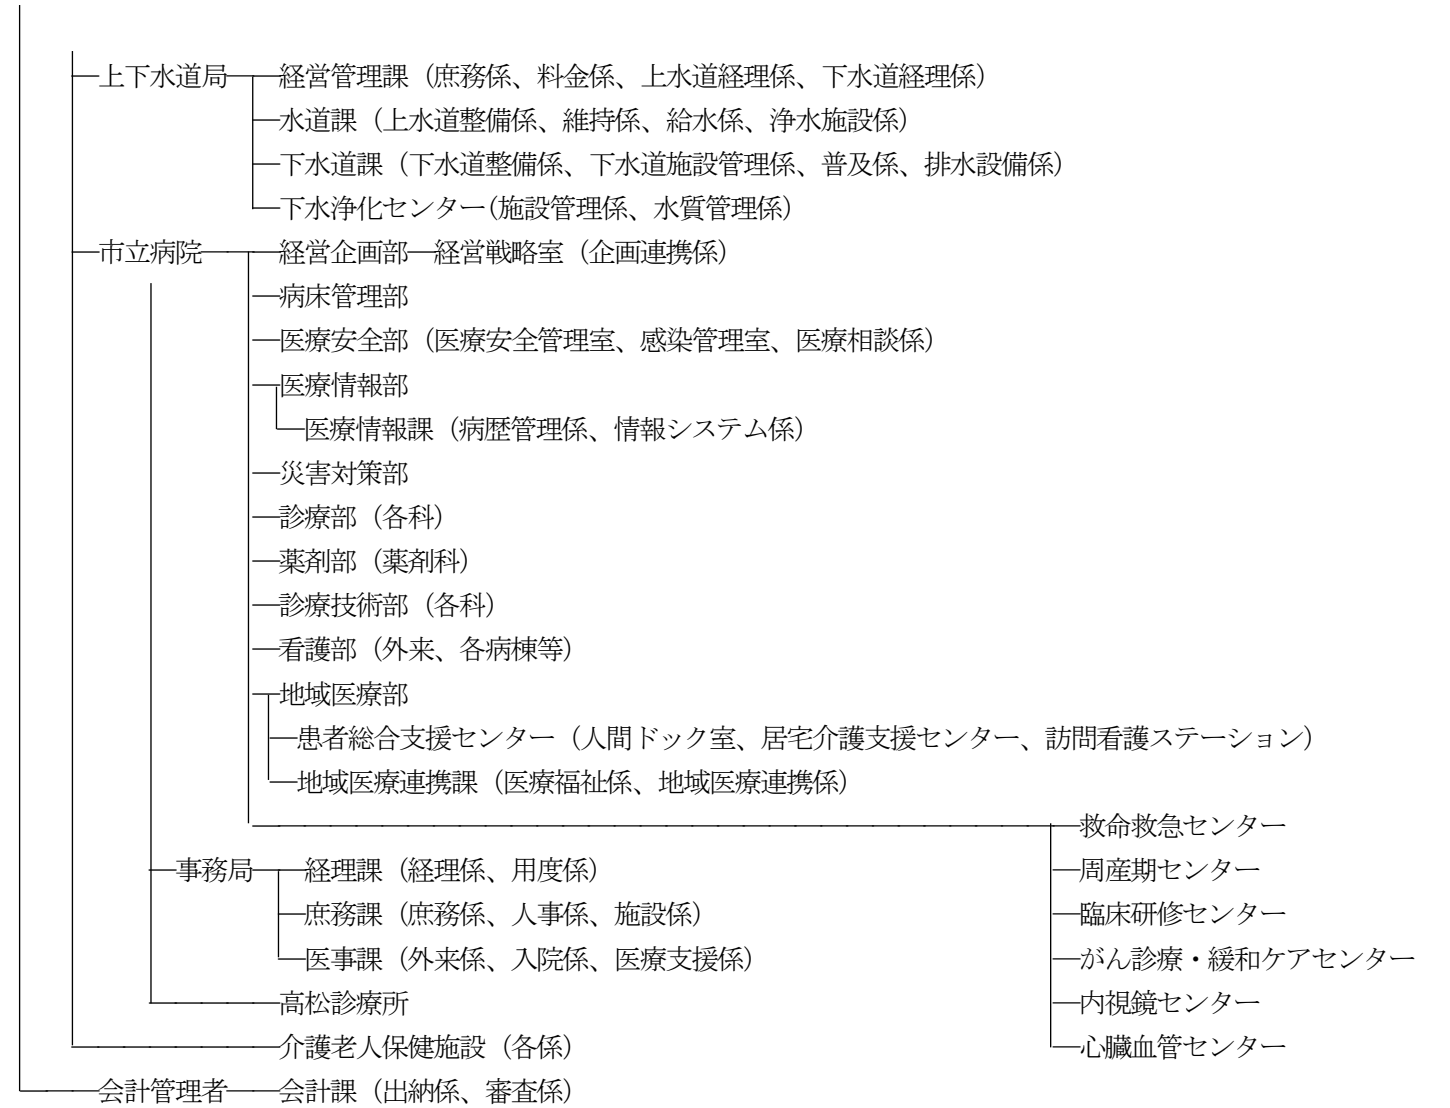 上下水道局 経営管理課（庶務係、料金係、上水道経理係、下水道経理係）
水道課（上水道整備係、維持係、給水係、浄水施設係）
下水道課（下水道整備係、下水道施設管理係、普及係、排水設備係）
下水浄化センター（施設管理係、水質管理係）
市立病院 経営企画部 経営戦略室（企画連携係）
病床管理部
医療安全部（医療安全管理室、感染管理室、医療相談係）
医療情報部
医療情報課（病歴管理係、情報システム係）
災害対策部
診療部（各科）
薬剤部（薬剤科）
診療技術部（各科）
看護部（外来、各病棟等）
地域医療部
患者総合支援センター（人間ドック室、居宅介護支援センター、訪問看護ステーション）
地域医療連携課（医療福祉係、地域医療連携係）
救命救急センター
事務局 経理課（経理係、用度係） 周産期センター
庶務課（庶務係、人事係、施設係） 臨床研修センター
医事課（外来係、入院係、医療支援係） がん診療・緩和ケアセンター
高松診療所 内視鏡センター
介護老人保健施設（各係） 心臓血管センター
会計管理者 会計課（出納係、審査係）